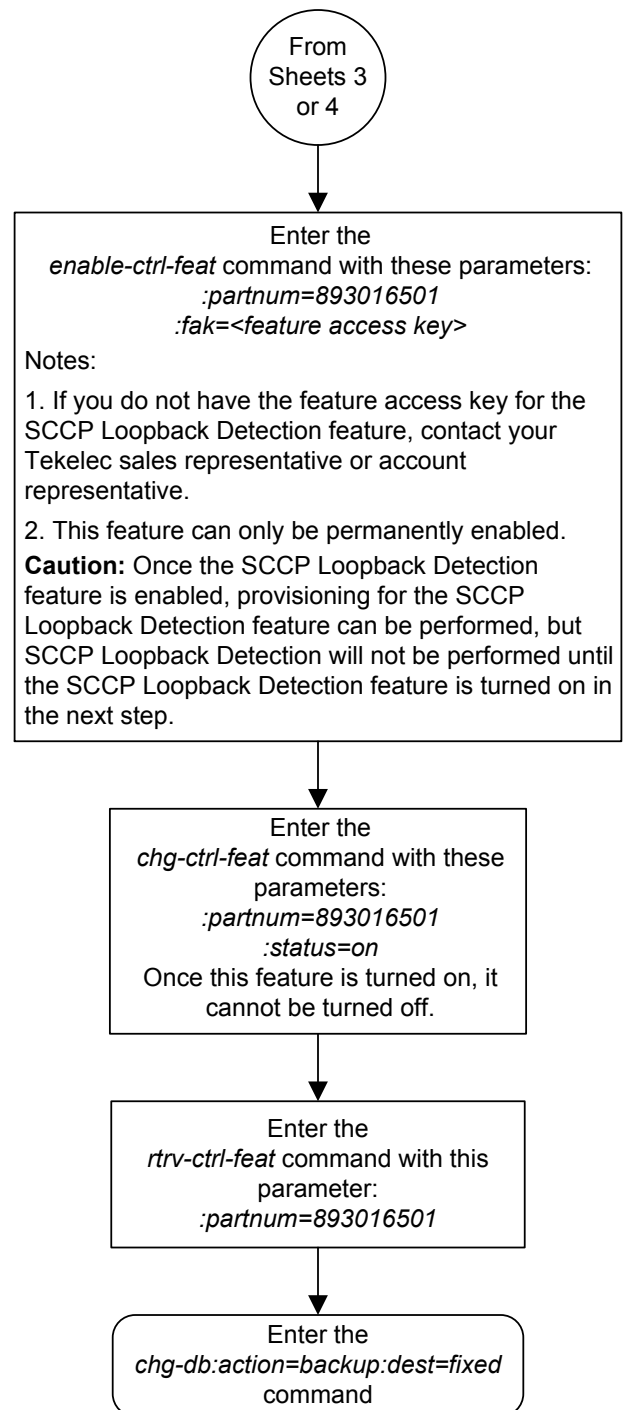 From
Sheets 3
or 4
Enter the
enable-ctrl-feat command with these parameters:
:partnum=893016501
:fak=<feature access key>
Notes:
1. If you do not have the feature access key for the
SCCP Loopback Detection feature, contact your
Tekelec sales representative or account
representative.
2. This feature can only be permanently enabled.
Caution: Once the SCCP Loopback Detection
feature is enabled, provisioning for the SCCP
Loopback Detection feature can be performed, but
SCCP Loopback Detection will not be performed until
the SCCP Loopback Detection feature is turned on in
the next step.
Enter the
chg-ctrl-feat command with these
parameters:
:partnum=893016501
:status=on
Once this feature is turned on, it
cannot be turned off.
Enter the
rtrv-ctrl-feat command with this
parameter:
:partnum=893016501
Enter the
chg-db:action=backup:dest=fixed
command